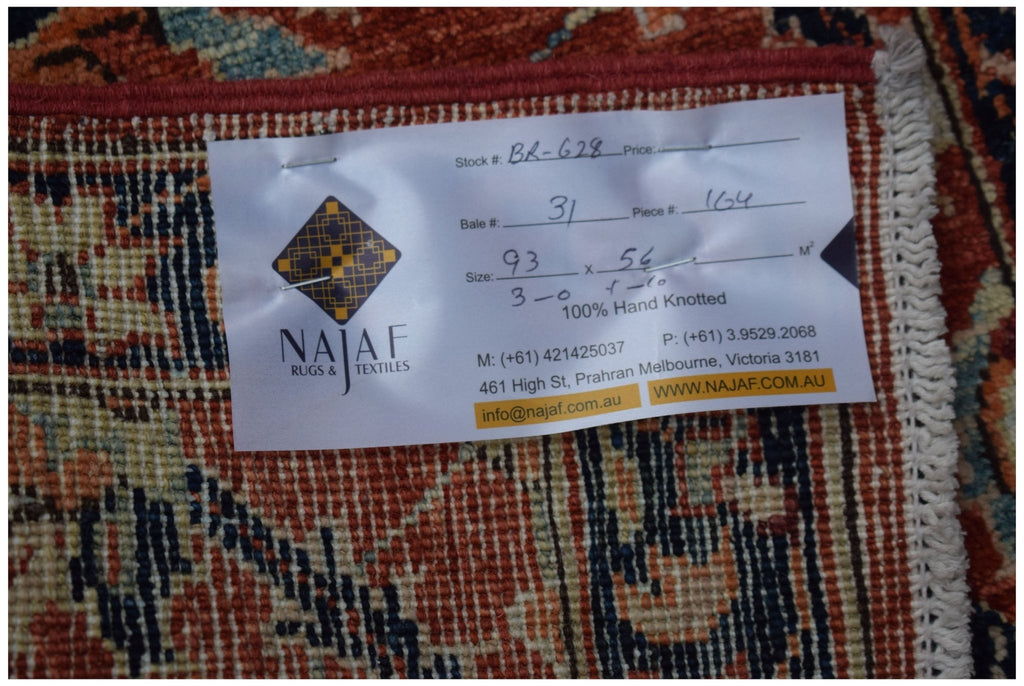 NAJAF
RUGS & TEXTILES
Stock #: BR-628 Price:
Bale #: 31 Piece #: 164
Size: 93 x 56 M²
3-0
100% Hand Knotted
M: (+61) 421425037 P: (+61) 3.9529.2068
461 High St, Prahran Melbourne, Victoria 3181
info@najaf.com.au WWW.NAJAF.COM.AU